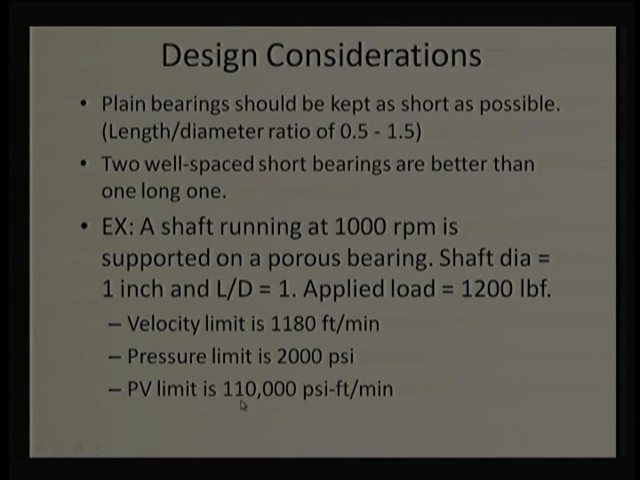 Design Considerations
• Plain bearings should be kept as short as possible.
(Length/diameter ratio of 0.5 - 1.5)
• Two well-spaced short bearings are better than
one long one.
• EX: A shaft running at 1000 rpm is
supported on a porous bearing. Shaft dia =
1 inch and L/D = 1. Applied load = 1200 lbf.
– Velocity limit is 1180 ft/min
– Pressure limit is 2000 psi
– PV limit is 110,000 psi-ft/min